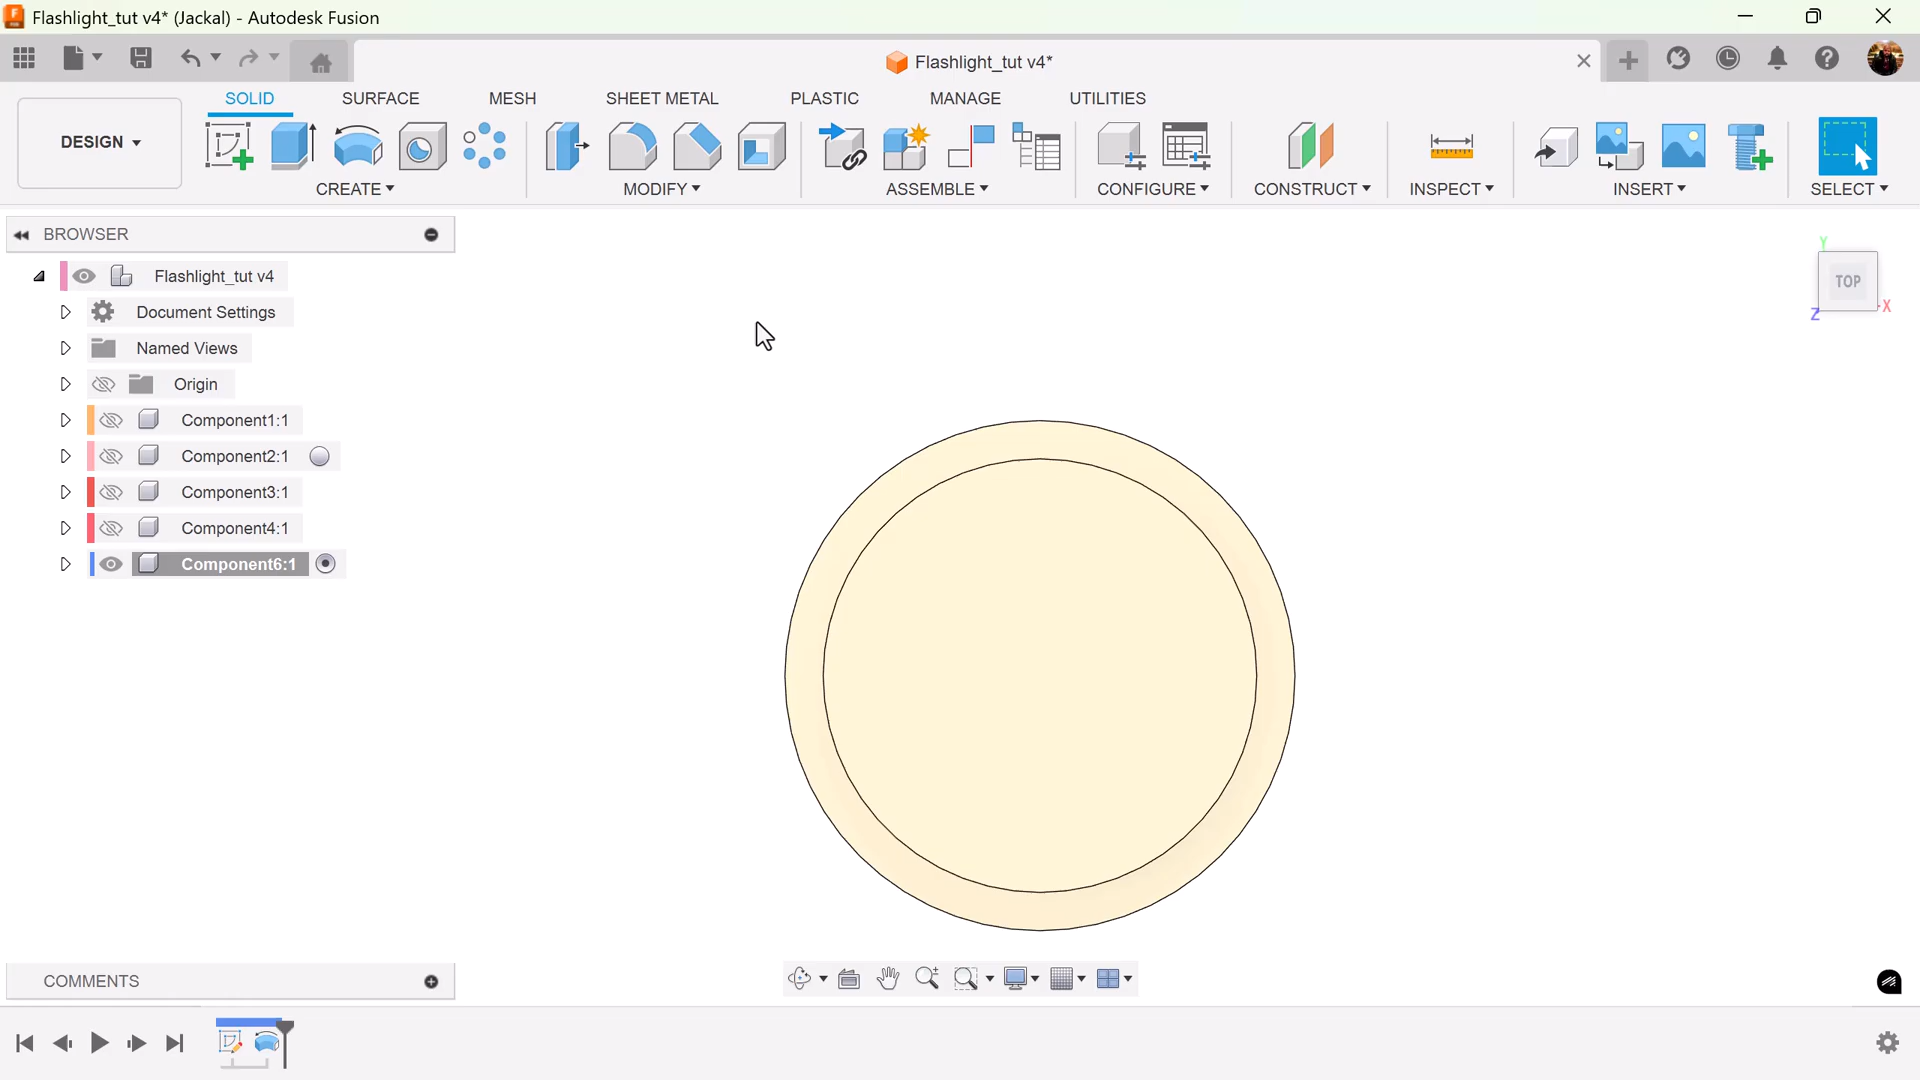 Flashlight_tut v4* (Jackal) - Autodesk Fusion
Flashlight_tut v4*
SOLID SURFACE MESH SHEET METAL PLASTIC MANAGE UTILITIES
DESIGN
CREATE MODIFY ASSEMBLE CONFIGURE CONSTRUCT INSPECT INSERT SELECT
BROWSER
Flashlight_tut v4
Document Settings
Named Views
Origin
Component1:1
Component2:1
Component3:1
Component4:1
Component6:1
Y
TOP
X
Z
COMMENTS